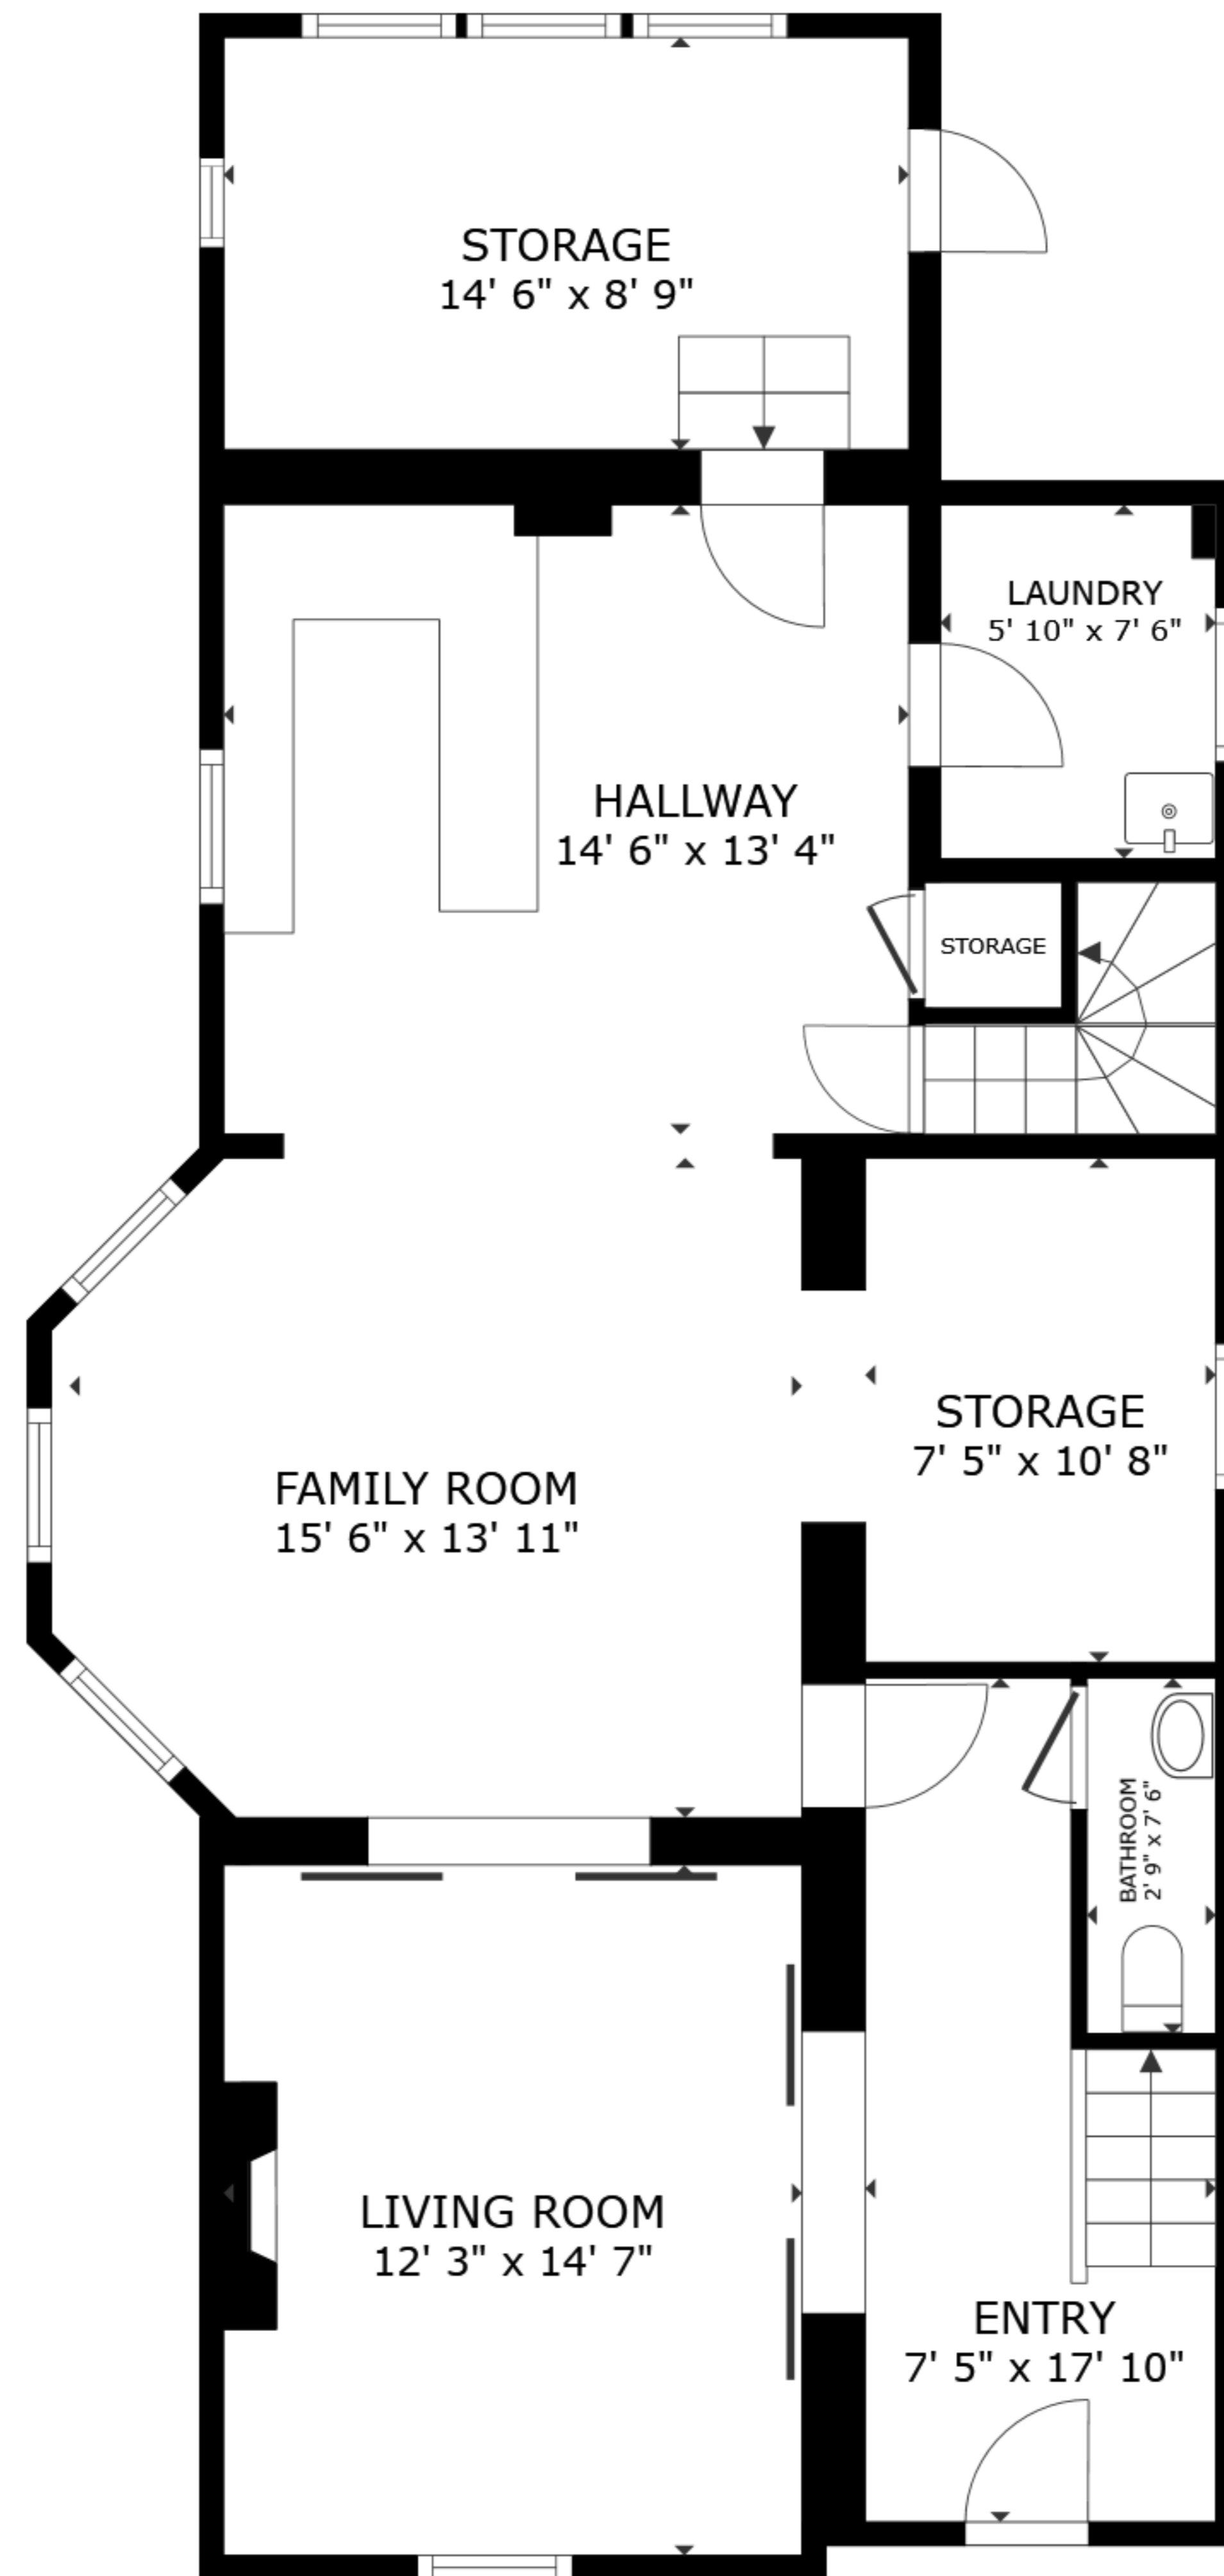 STORAGE
14' 6" x 8' 9"
LAUNDRY
5' 10" x 7' 6"
HALLWAY
14' 6" x 13' 4"
STORAGE
STORAGE
7' 5" x 10' 8"
FAMILY ROOM
15' 6" x 13' 11"
BATHROOM
2' 9" x 7' 6"
LIVING ROOM
12' 3" x 14' 7"
ENTRY
7' 5" x 17' 10"